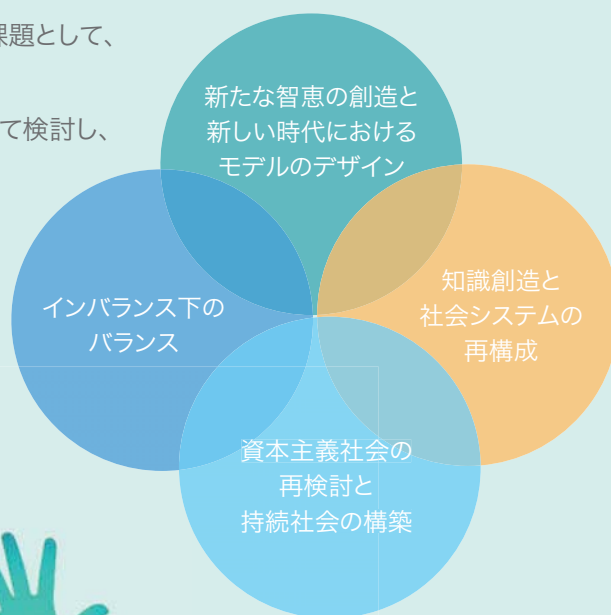 課題として、
て検討し、
新たな智恵の創造と
新しい時代における
モデルのデザイン
インバランス下の
バランス
知識創造と
社会システムの
再構成
資本主義社会の
再検討と
持続社会の構築